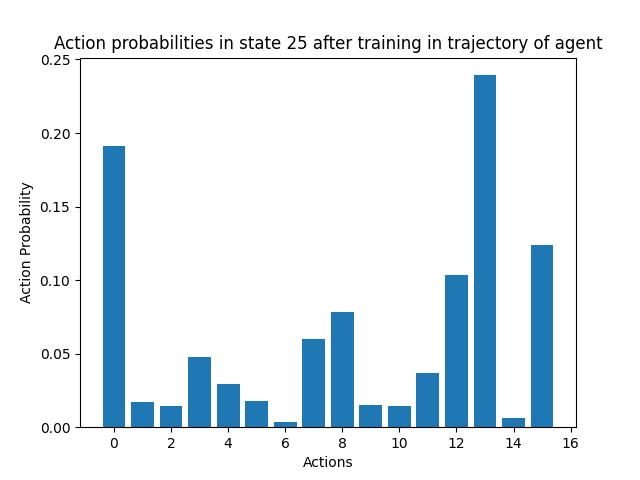 Action probabilities in state 25 after training in trajectory of agent
0.25
0.20
0.15
0.10
0.05
0.00
Action Probability
0 2 4 6 8 10 12 14 16
Actions